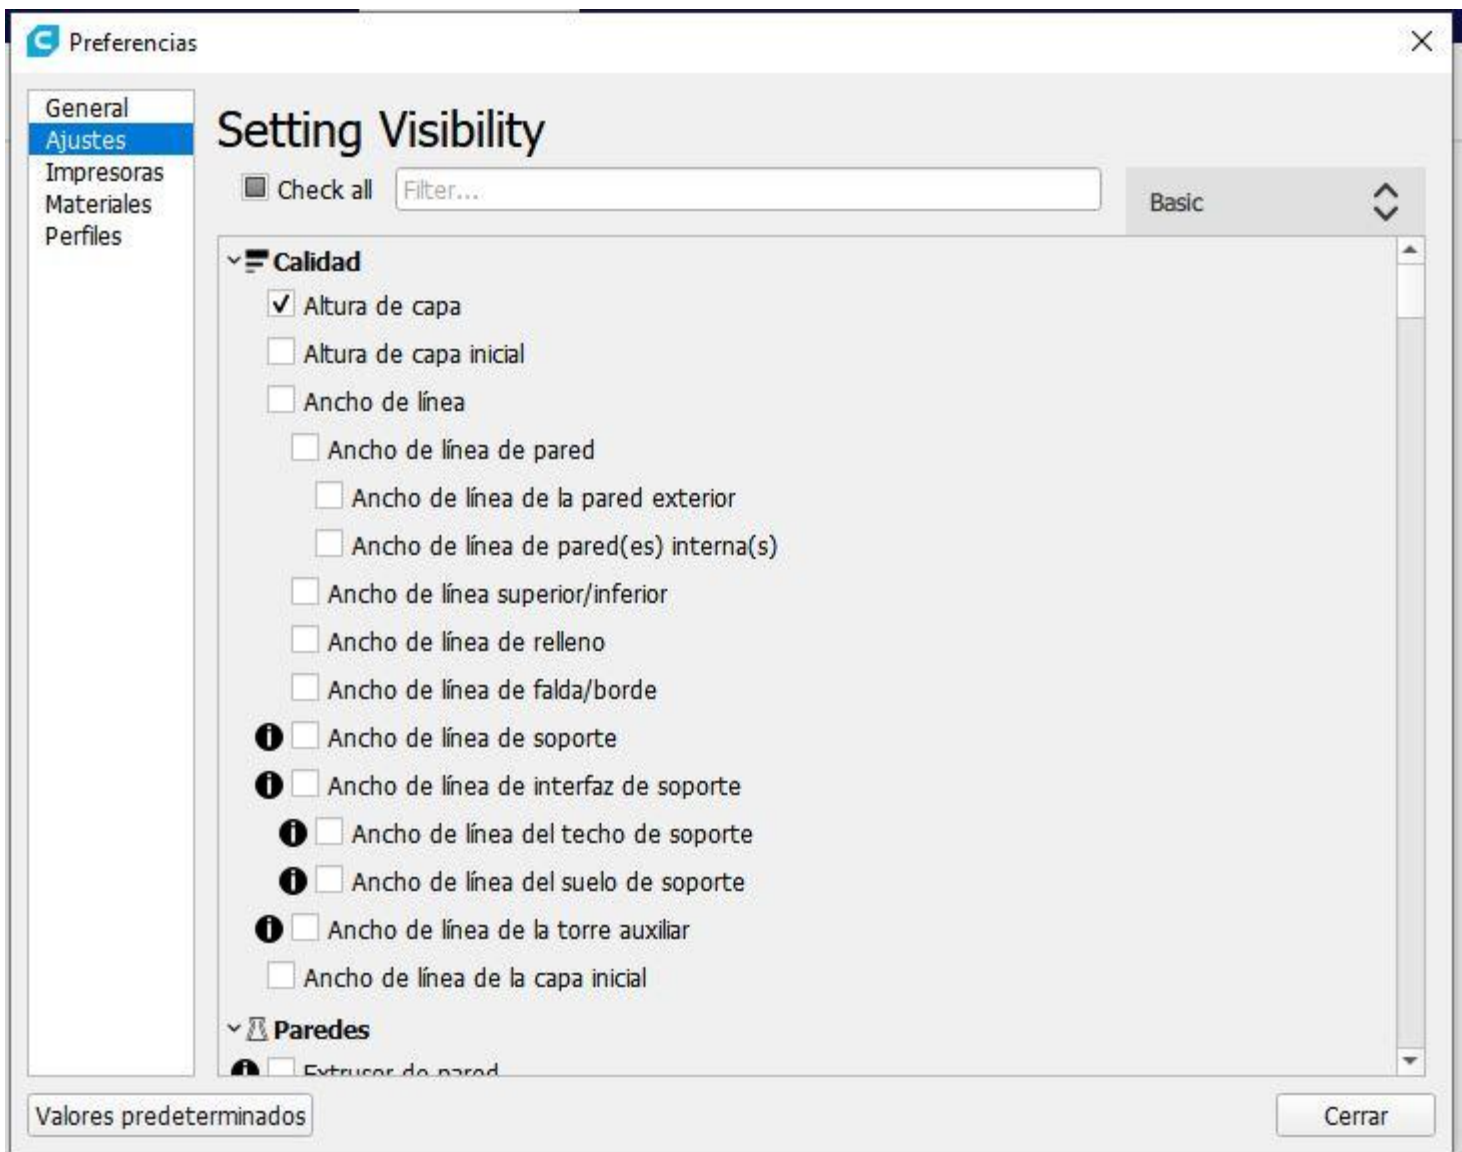 Preferencias
General
Ajustes
Impresoras
Materiales
Perfiles
Setting Visibility
Check all
Filter...
Basic
Calidad
Altura de capa
Altura de capa inicial
Ancho de línea
Ancho de línea de pared
Ancho de línea de la pared exterior
Ancho de línea de pared(es) interna(s)
Ancho de línea superior/inferior
Ancho de línea de relleno
Ancho de línea de falda/borde
Ancho de línea de soporte
Ancho de línea de interfaz de soporte
Ancho de línea del techo de soporte
Ancho de línea del suelo de soporte
Ancho de línea de la torre auxiliar
Ancho de línea de la capa inicial
Paredes
Extrusor de pared
Valores predeterminados
Cerrar